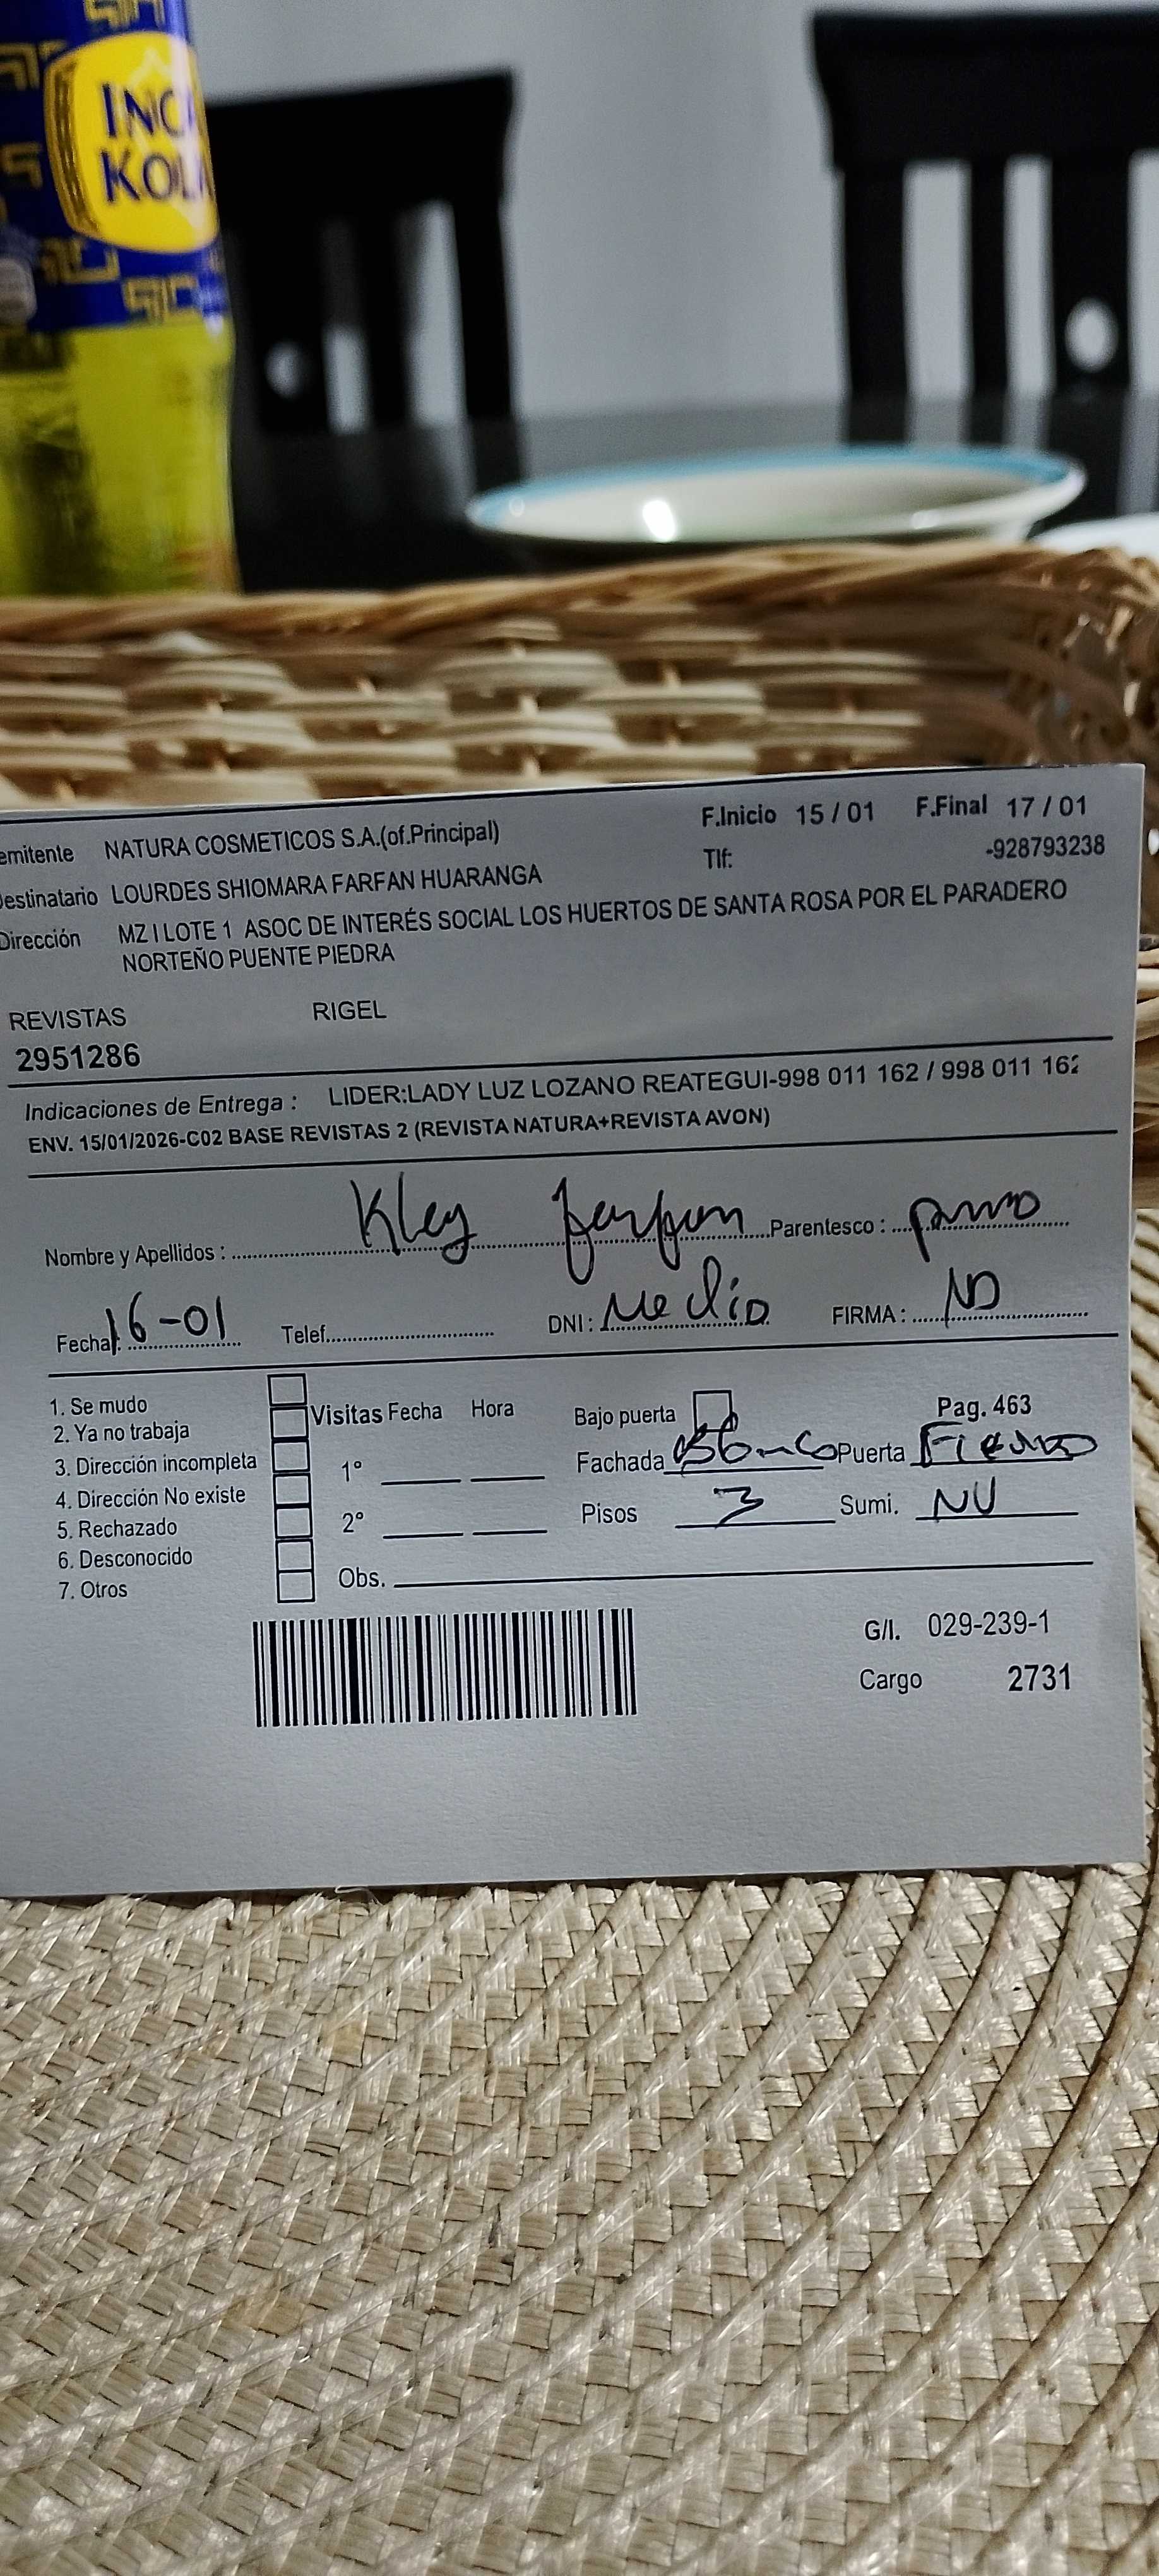 INCA
KOLA
emitente NATURA COSMETICOS S.A.(of.Principal) F.Inicio 15 / 01 F.Final 17 / 01
Destinatario LOURDES SHIOMARA FARFAN HUARANGA Tlf: -928793238
Dirección MZ I LOTE 1 ASOC DE INTERÉS SOCIAL LOS HUERTOS DE SANTA ROSA POR EL PARADERO
NORTEÑO PUENTE PIEDRA
REVISTAS RIGEL
2951286
Indicaciones de Entrega : LIDER:LADY LUZ LOZANO REATEGUI-998 011 162 / 998 011 162
ENV. 15/01/2026-C02 BASE REVISTAS 2 (REVISTA NATURA+REVISTA AVON)
Nombre y Apellidos : Kley Farfan Parentesco : primo
Fecha: 16-01 Telef. DNI : No dio FIRMA : ND
1. Se mudo
2. Ya no trabaja
3. Dirección incompleta
4. Dirección No existe
5. Rechazado
6. Desconocido
7. Otros
Visitas Fecha Hora
1°
2°
Obs.
Bajo puerta Pag. 463
Fachada Blanco Puerta Fierro
Pisos 3 Sumi. NV
G/I. 029-239-1
Cargo 2731